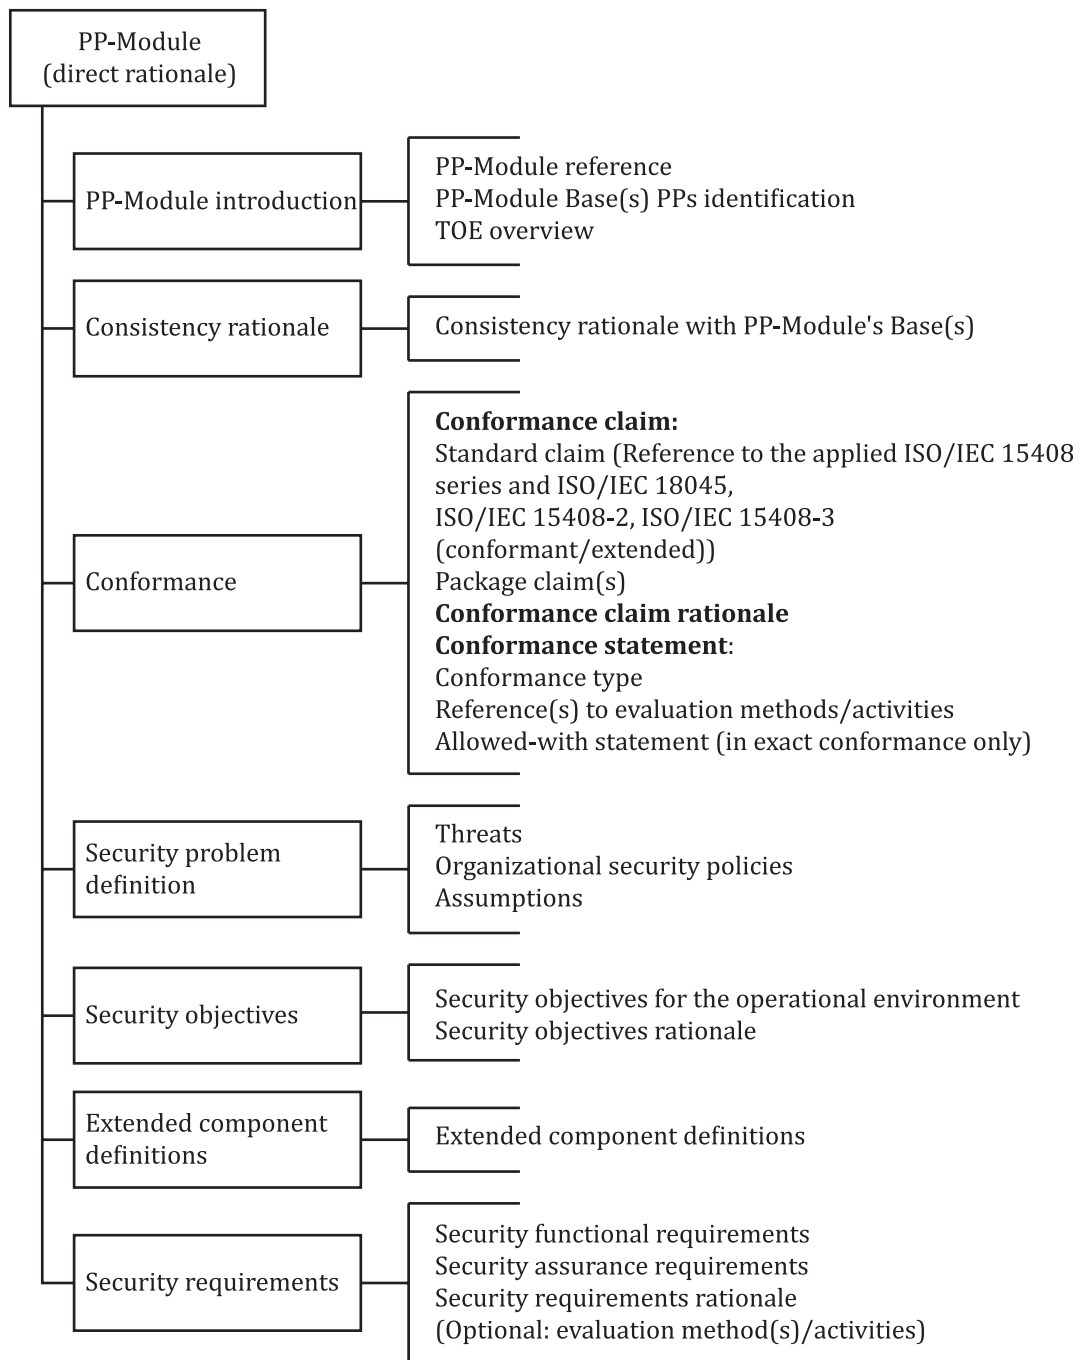 PP-Module
(direct rationale)
PP-Module introduction
PP-Module reference
PP-Module Base(s) PPs identification
TOE overview
Consistency rationale
Consistency rationale with PP-Module's Base(s)
Conformance
Conformance claim:
Standard claim (Reference to the applied ISO/IEC 15408
series and ISO/IEC 18045,
ISO/IEC 15408-2, ISO/IEC 15408-3
(conformant/extended))
Package claim(s)
Conformance claim rationale
Conformance statement:
Conformance type
Reference(s) to evaluation methods/activities
Allowed-with statement (in exact conformance only)
Security problem
definition
Threats
Organizational security policies
Assumptions
Security objectives
Security objectives for the operational environment
Security objectives rationale
Extended component
definitions
Extended component definitions
Security requirements
Security functional requirements
Security assurance requirements
Security requirements rationale
(Optional: evaluation method(s)/activities)